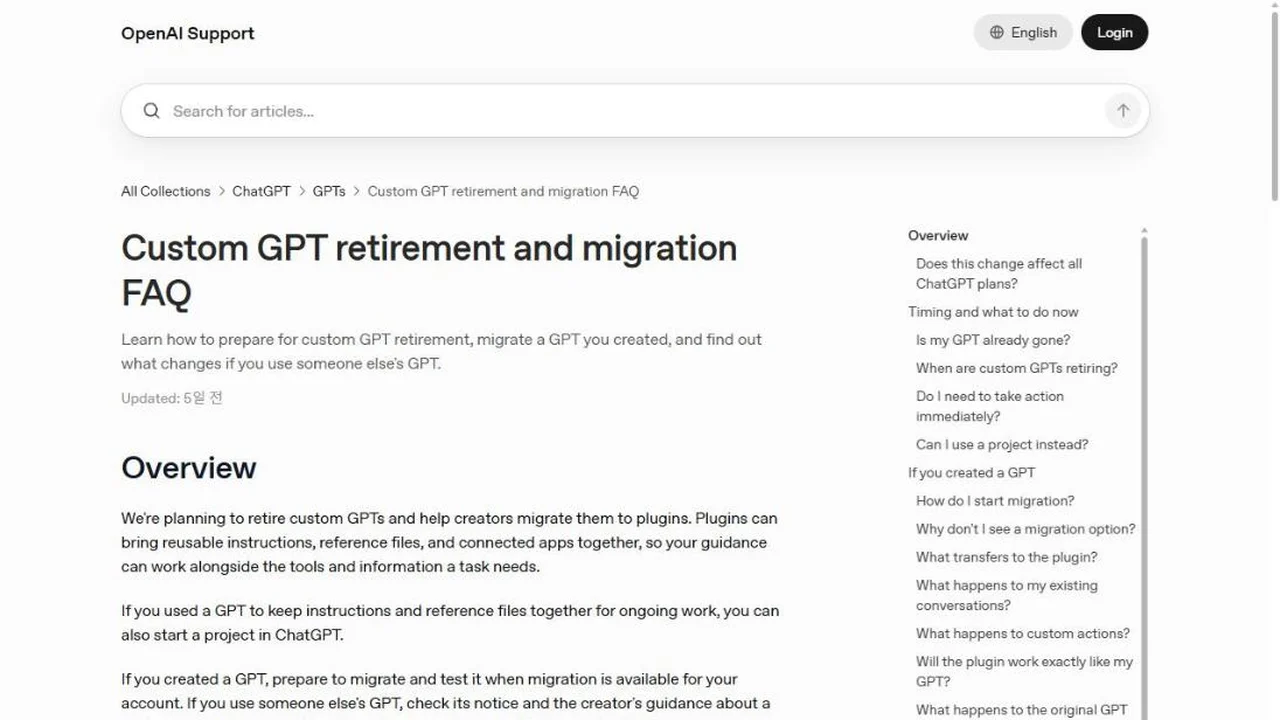 OpenAI Support
English
Login
Search for articles...
All Collections > ChatGPT > GPTs > Custom GPT retirement and migration FAQ
Custom GPT retirement and migration
FAQ
Learn how to prepare for custom GPT retirement, migrate a GPT you created, and find out
what changes if you use someone else's GPT.
Updated: 5일 전
Overview
We're planning to retire custom GPTs and help creators migrate them to plugins. Plugins can
bring reusable instructions, reference files, and connected apps together, so your guidance
can work alongside the tools and information a task needs.
If you used a GPT to keep instructions and reference files together for ongoing work, you can
also start a project in ChatGPT.
If you created a GPT, prepare to migrate and test it when migration is available for your
account. If you use someone else's GPT, check its notice and the creator's guidance about a
Overview
Does this change affect all
ChatGPT plans?
Timing and what to do now
Is my GPT already gone?
When are custom GPTs retiring?
Do I need to take action
immediately?
Can I use a project instead?
If you created a GPT
How do I start migration?
Why don't I see a migration option?
What transfers to the plugin?
What happens to my existing
conversations?
What happens to custom actions?
Will the plugin work exactly like my
GPT?
What happens to the original GPT